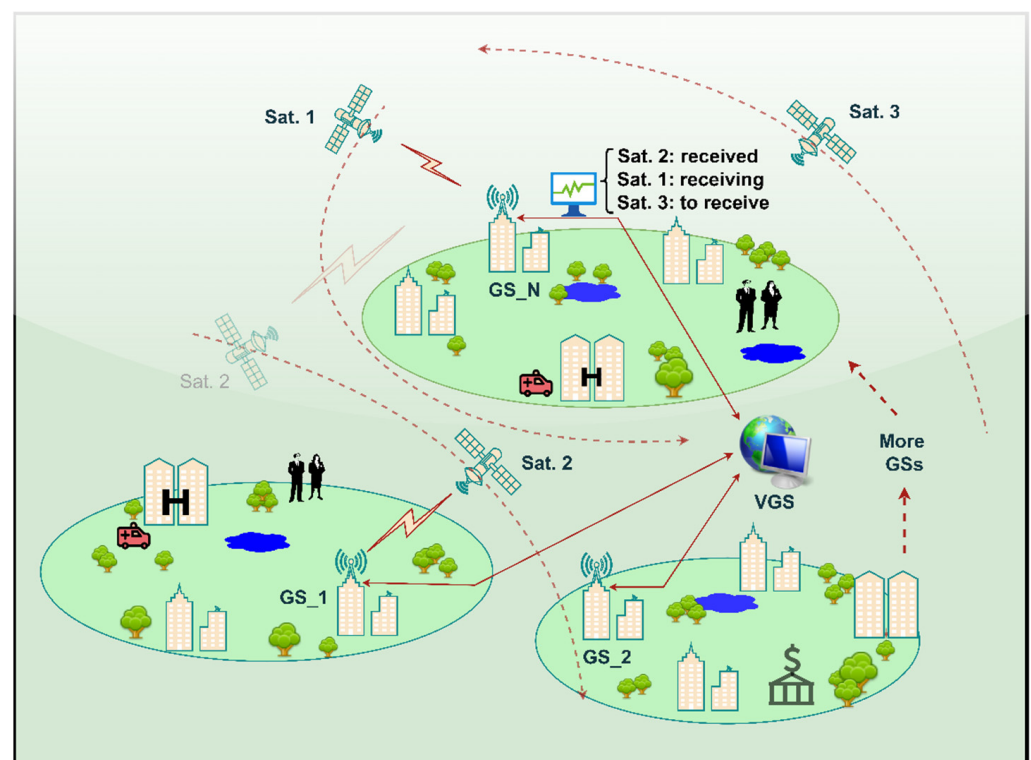 Sat. 1
Sat. 3
Sat. 2: received
Sat. 1: receiving
Sat. 3: to receive
GS_N
Sat. 2
More
GSs
Sat. 2
VGS
H
H
GS_1
GS_2
$